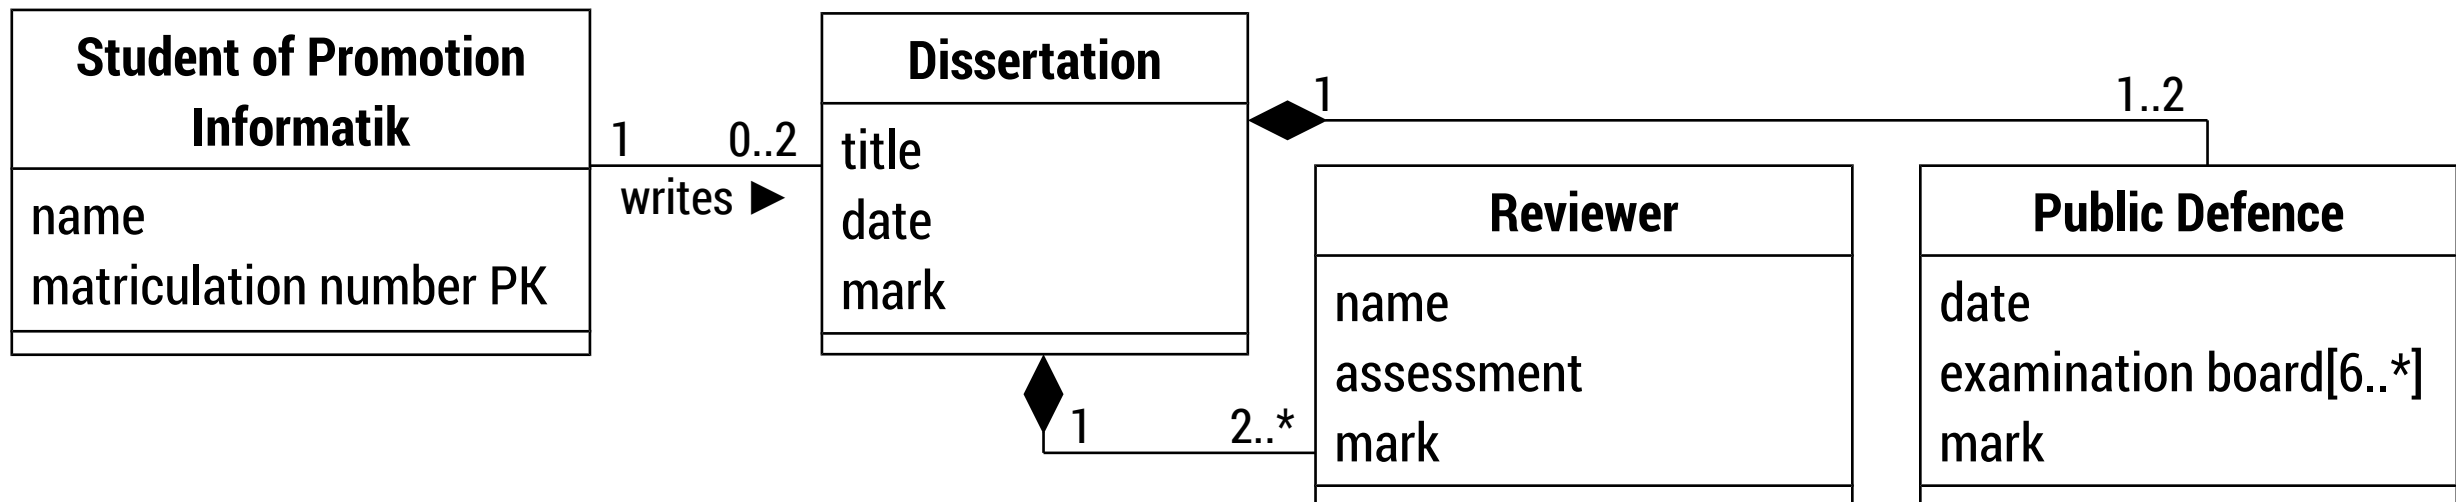 Student of Promotion
Informatik
name
matriculation number PK
1
0..2
writes ►
Dissertation
title
date
mark
1
1..2
1
2..*
Reviewer
name
assessment
mark
Public Defence
date
examination board[6..*]
mark